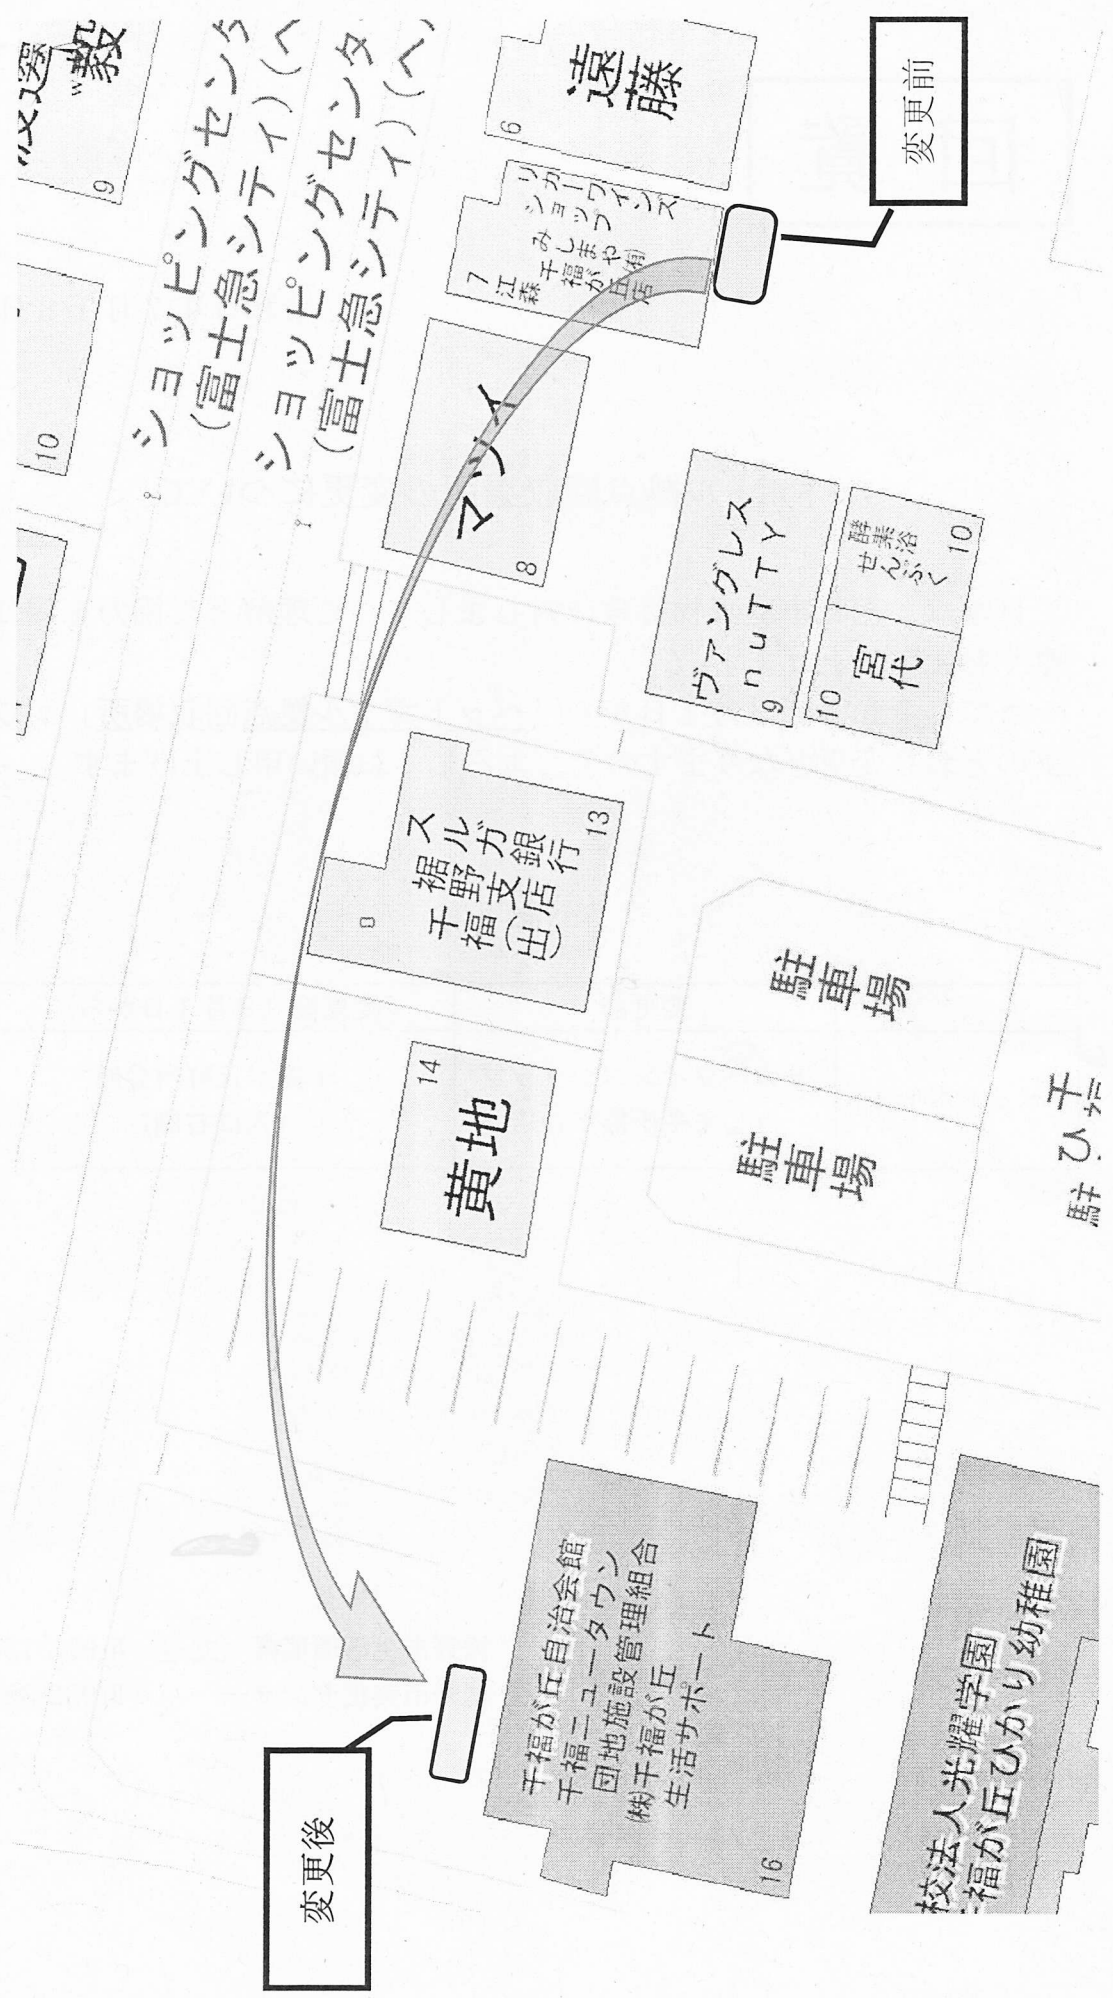 変更後
変更前
ショッピングセンタ
(富士急シティ)(へ
ショッピングセンタ
(富士急シティ)(へ
毅
9
10
遠藤
6
リカーワインズ
ショップ
みしまや㈲
千福が丘店
江森
7
マツイ
8
スルガ銀行
裾野支店
千福(出)
13
14
黄地
ヴァングレス
nuTTY
9
酵素浴
せんぷく
10
宮代
10
駐車場
駐車場
千福が丘自治会館
千福ニュータウン
団地施設管理組合
㈱千福が丘
生活サポート
16
校法人光耀学園
福が丘ひかり幼稚園
千
ひ
駐